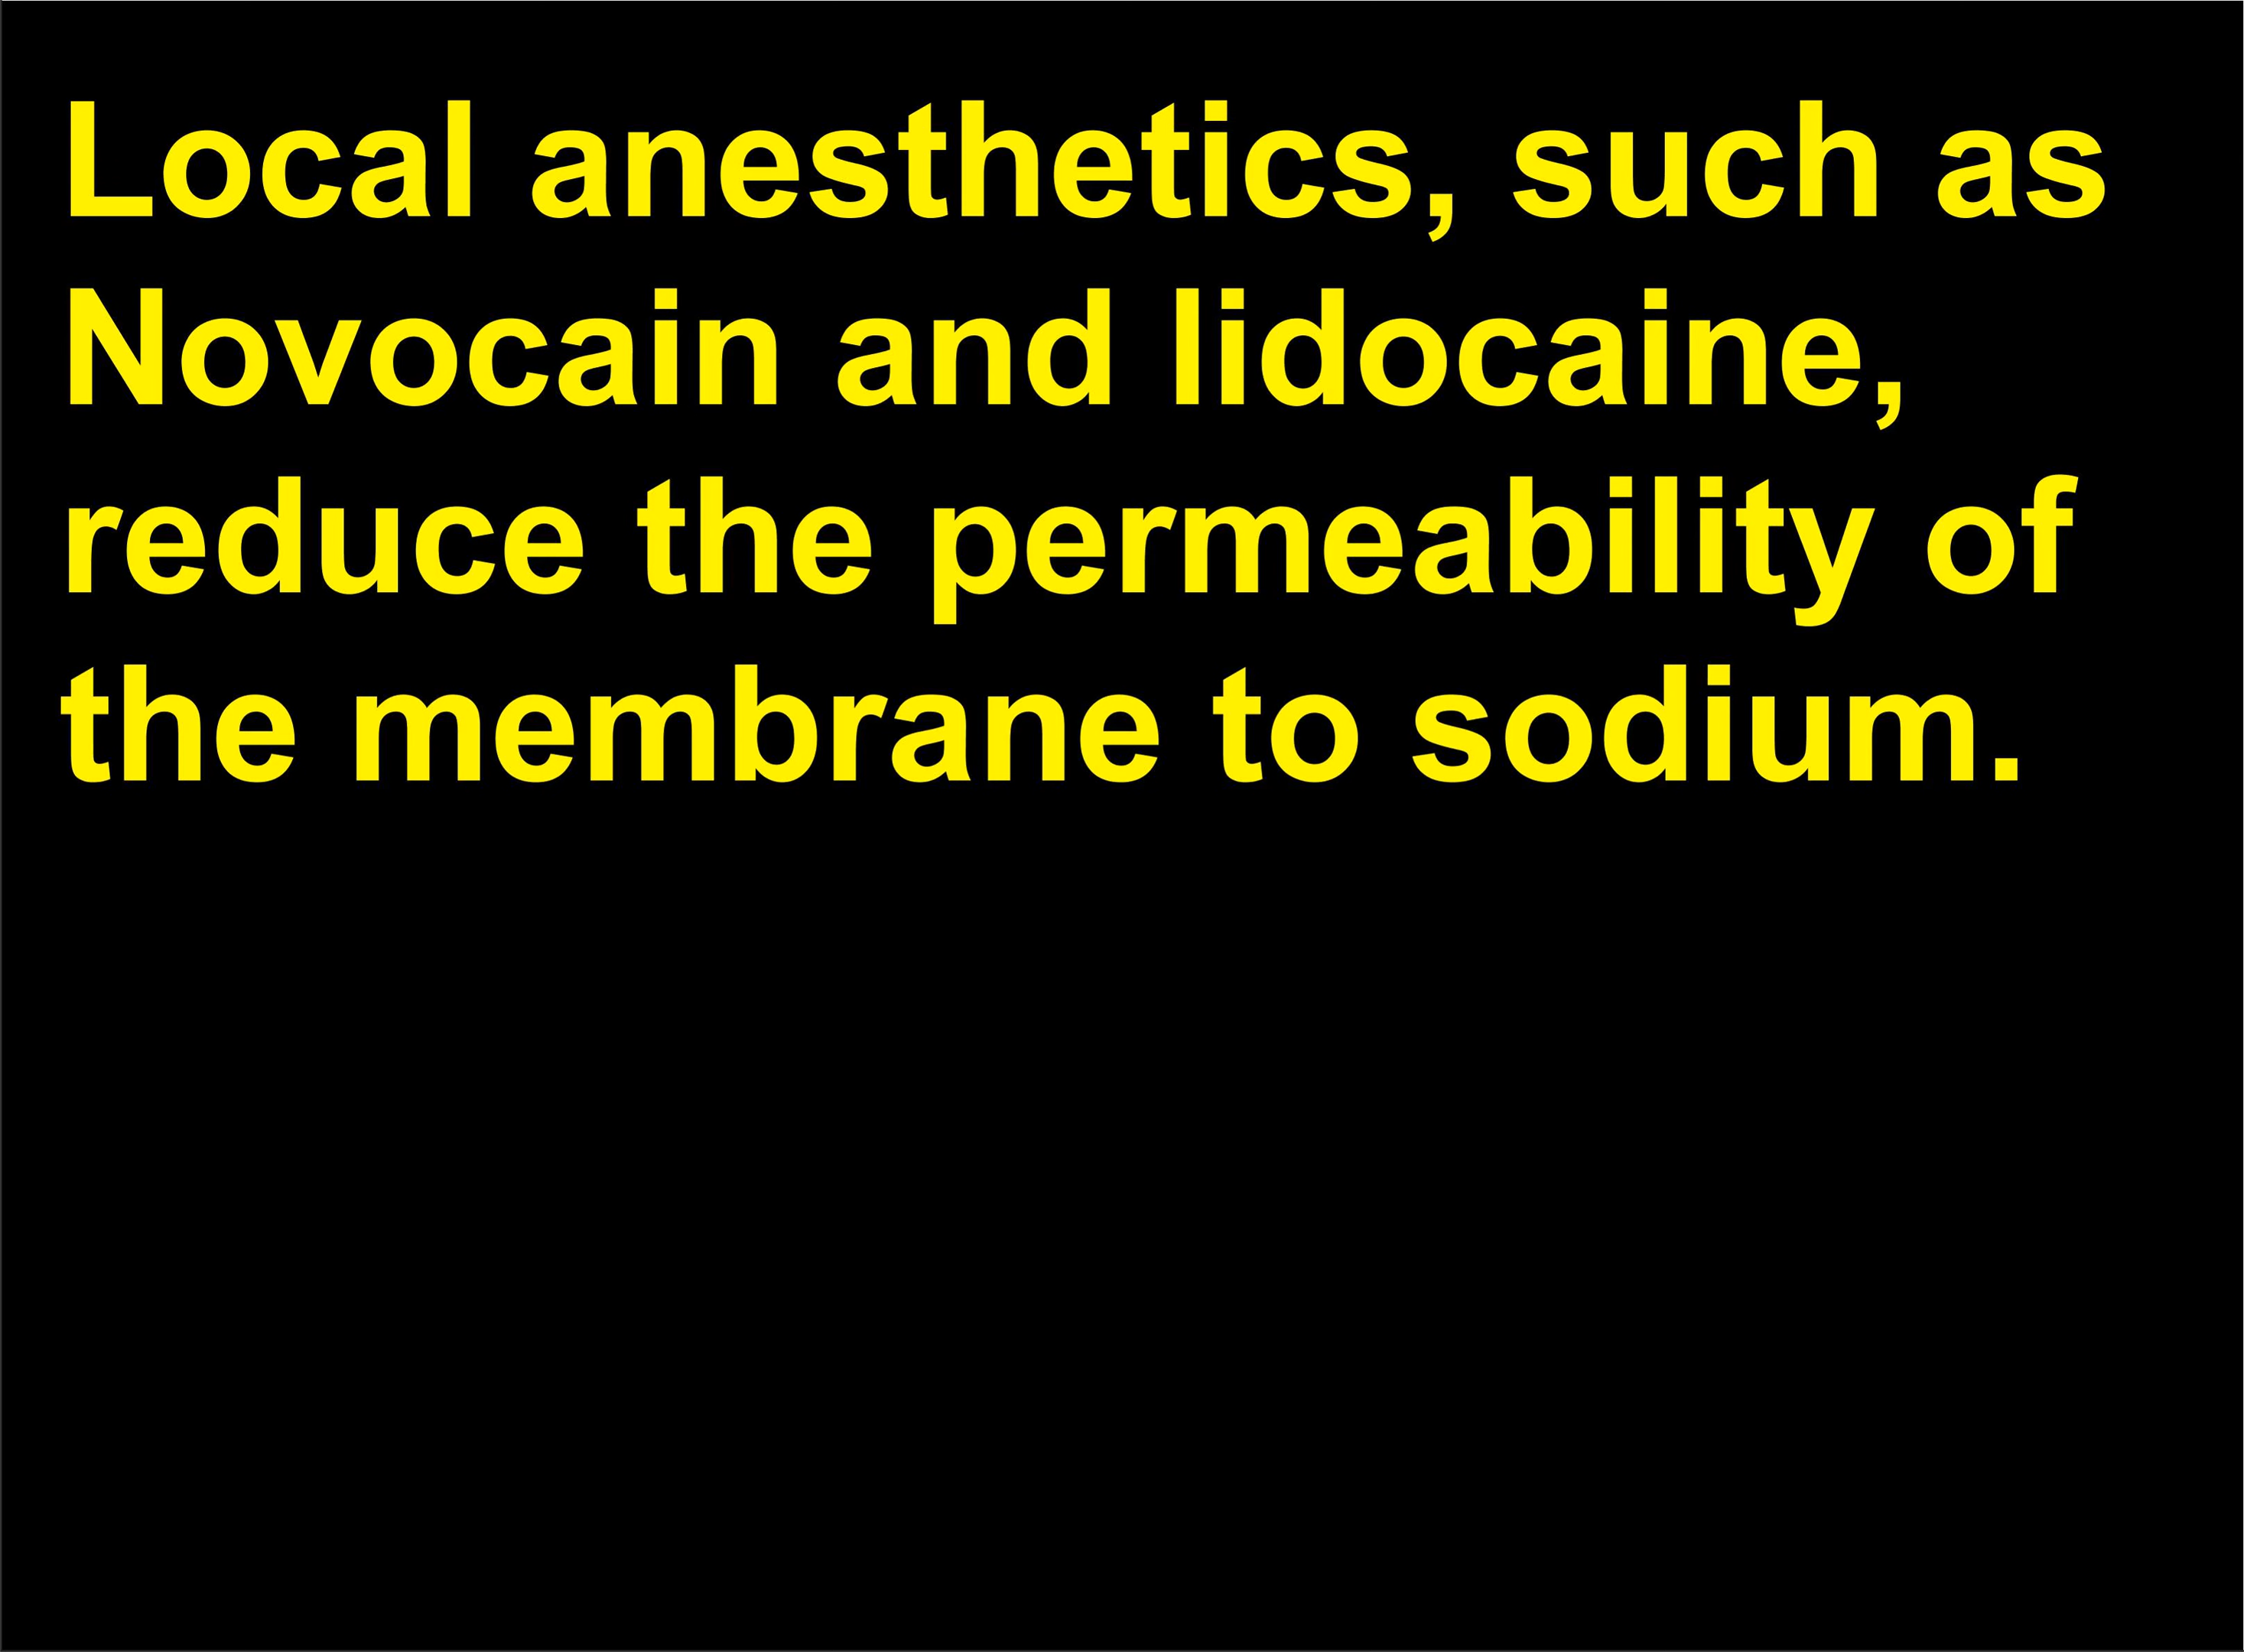 Local anesthetics, such as
Novocain and lidocaine,
reduce the permeability of
the membrane to sodium.